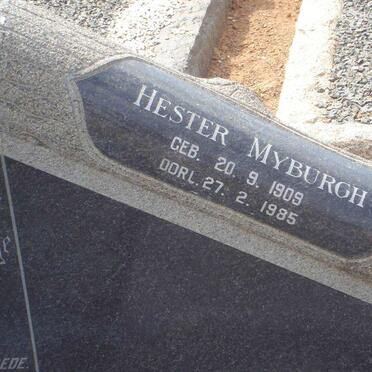 HESTER MYBURGH
GEB. 20. 9. 1909
OORL. 27. 2. 1985